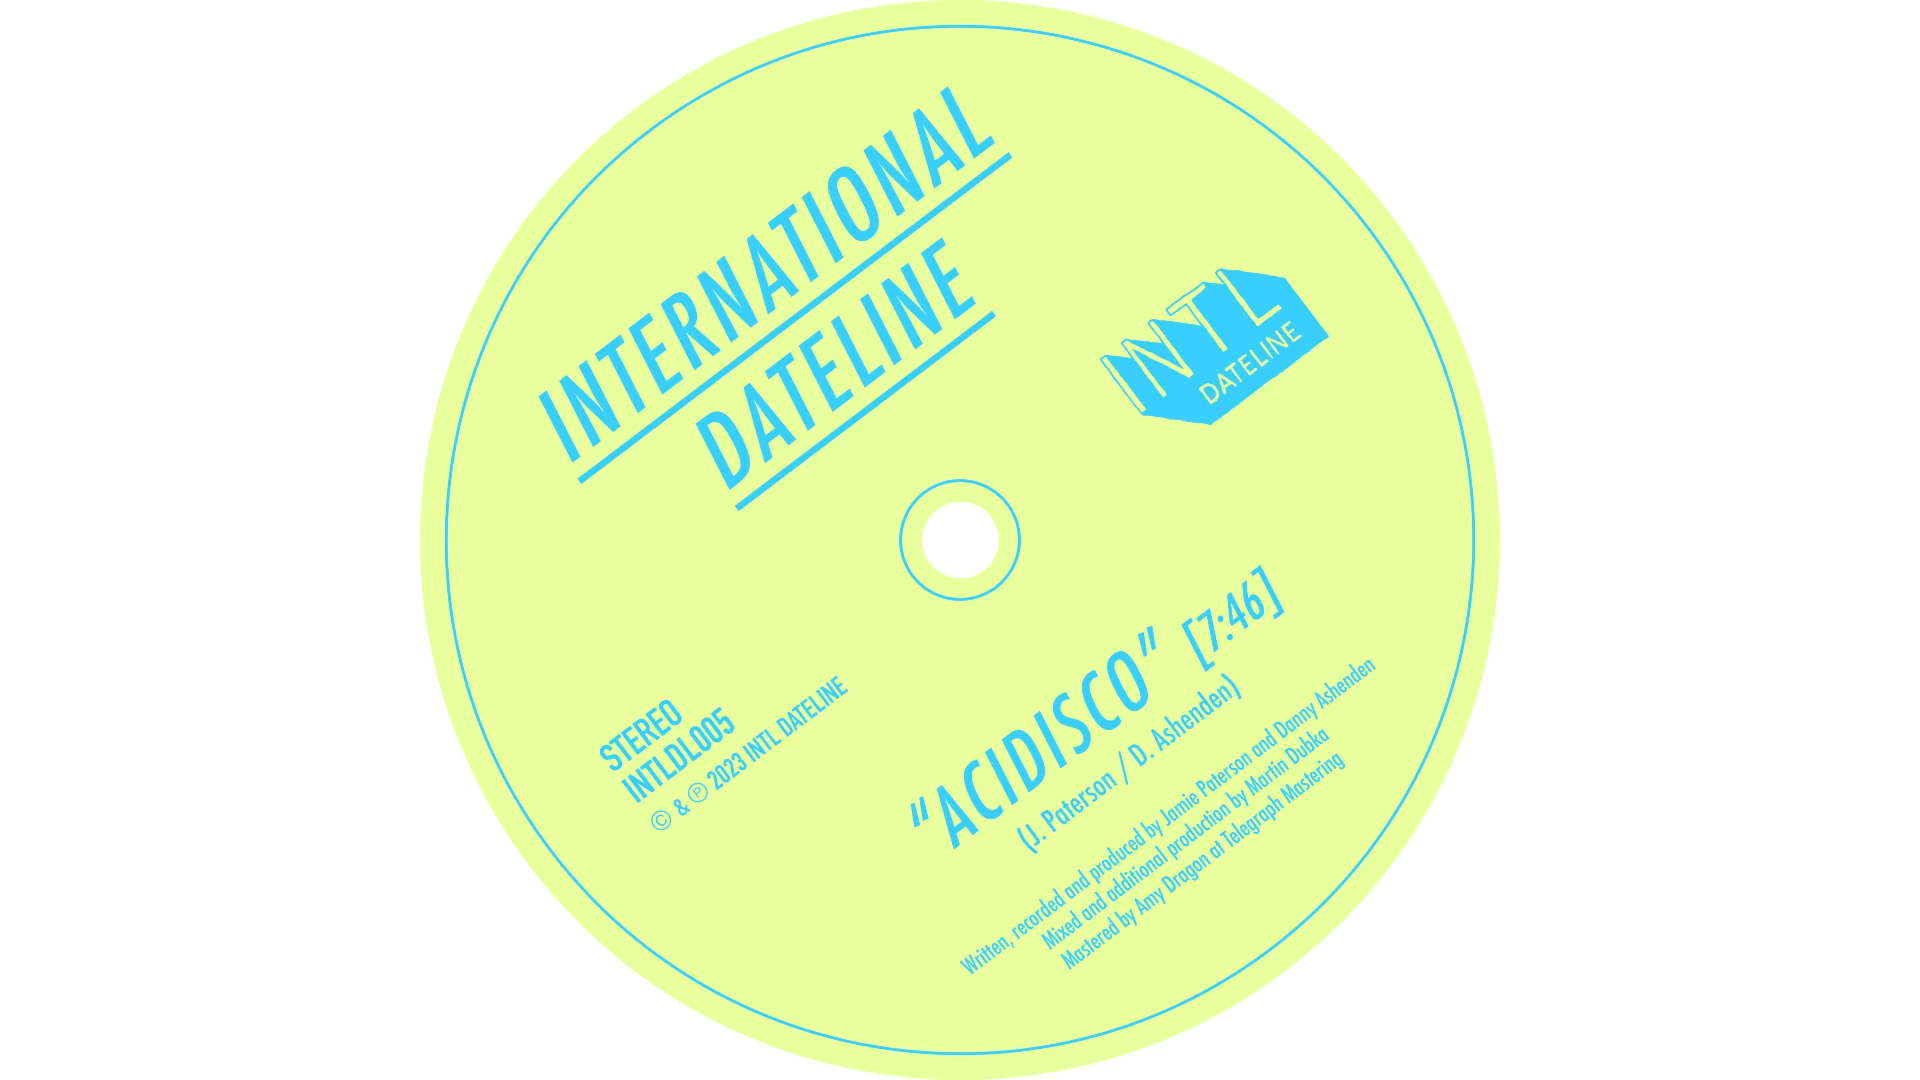 INTERNATIONAL
DATELINE
INTL
DATELINE
STEREO
INTLDL005
© & ℗ 2023 INTL DATELINE
“ACIDISCO” [7:46]
(J. Paterson / D. Ashenden)
Written, recorded and produced by Jamie Paterson and Danny Ashenden
Mixed and additional production by Martin Dubka
Mastered by Amy Dragon at Telegraph Mastering